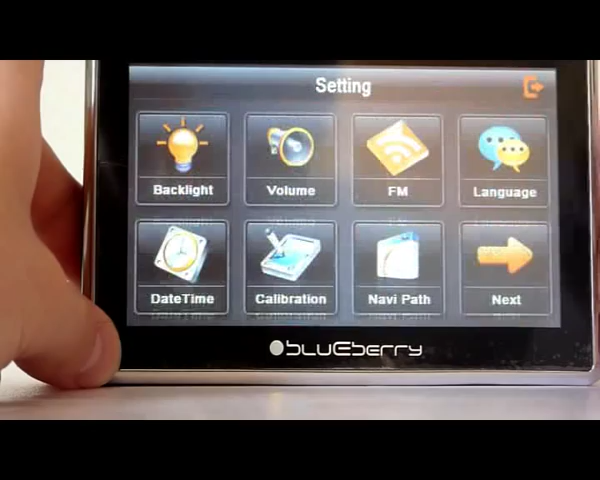 Setting
Backlight
Volume
FM
Language
DateTime
Calibration
Navi Path
Next
blueberry